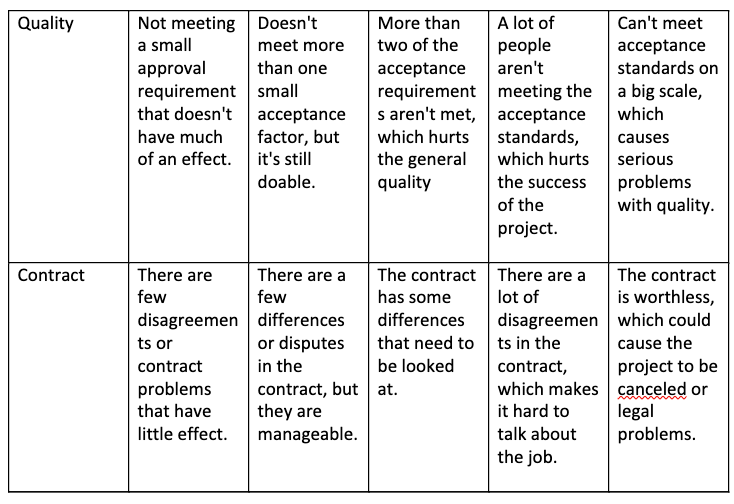 Quality
Not meeting
a small
approval
requirement
that doesn't
have much
of an effect.
Doesn't
meet more
than one
small
acceptance
factor, but
it's still
doable.
More than
two of the
acceptance
requirement
s aren't met,
which hurts
the general
quality
A lot of
people
aren't
meeting the
acceptance
standards,
which hurts
the success
of the
project.
Can't meet
acceptance
standards on
a big scale,
which
causes
serious
problems
with quality.
Contract
There are
few
disagreemen
ts or
contract
problems
that have
little effect.
There are a
few
differences
or disputes
in the
contract, but
they are
manageable.
The contract
has some
differences
that need to
be looked
at.
There are a
lot of
disagreemen
ts in the
contract,
which makes
it hard to
talk about
the job.
The contract
is worthless,
which could
cause the
project to be
canceled or
legal
problems.